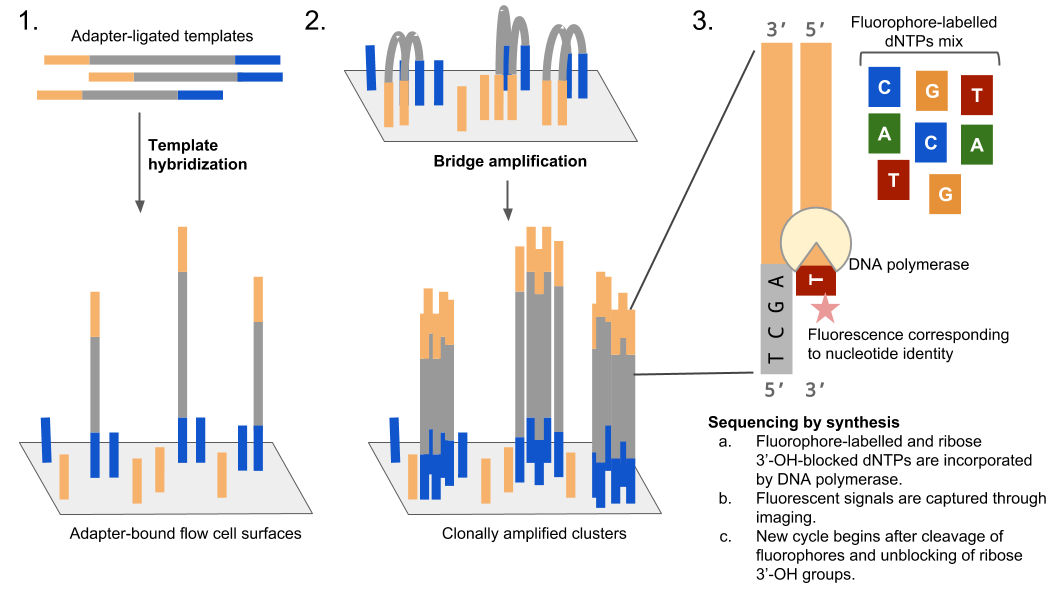 1.
Adapter-ligated templates
Template
hybridization
Adapter-bound flow cell surfaces
2.
Bridge amplification
Clonally amplified clusters
3.
3’ 5’
Fluorophore-labelled
dNTPs mix
C G T
A C A
T G
DNA polymerase
T
A
G
C
T
Fluorescence corresponding
to nucleotide identity
5’ 3’
Sequencing by synthesis
a. Fluorophore-labelled and ribose
3’-OH-blocked dNTPs are incorporated
by DNA polymerase.
b. Fluorescent signals are captured through
imaging.
c. New cycle begins after cleavage of
fluorophores and unblocking of ribose
3’-OH groups.